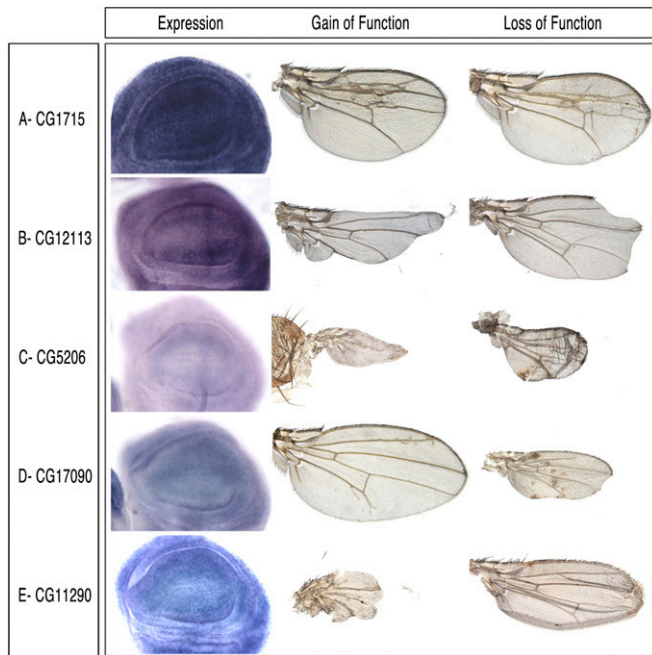 Expression Gain of Function Loss of Function
A- CG1715
B- CG12113
C- CG5206
D- CG17090
E- CG11290